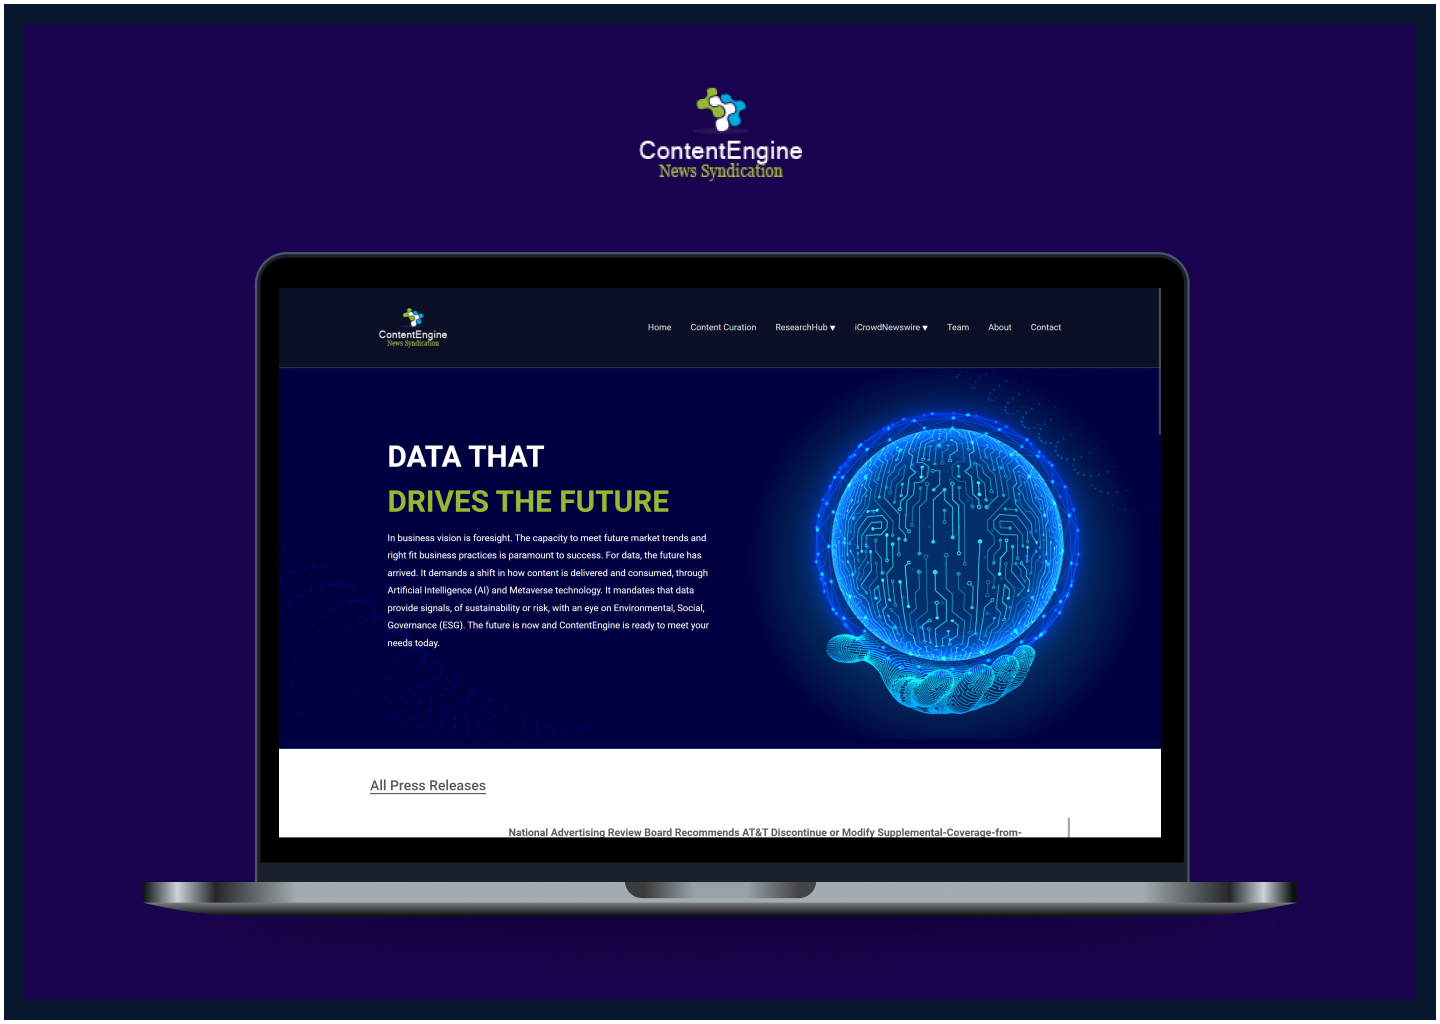 ContentEngine
News Syndication
ContentEngine
News Syndication
Home Content Curation ResearchHub ▼ iCrowdNewswire ▼ Team About Contact
DATA THAT
DRIVES THE FUTURE
In business vision is foresight. The capacity to meet future market trends and
right fit business practices is paramount to success. For data, the future has
arrived. It demands a shift in how content is delivered and consumed, through
Artificial Intelligence (AI) and Metaverse technology. It mandates that data
provide signals, of sustainability or risk, with an eye on Environmental, Social,
Governance (ESG). The future is now and ContentEngine is ready to meet your
needs today.
All Press Releases
National Advertising Review Board Recommends AT&T Discontinue or Modify Supplemental-Coverage-from-